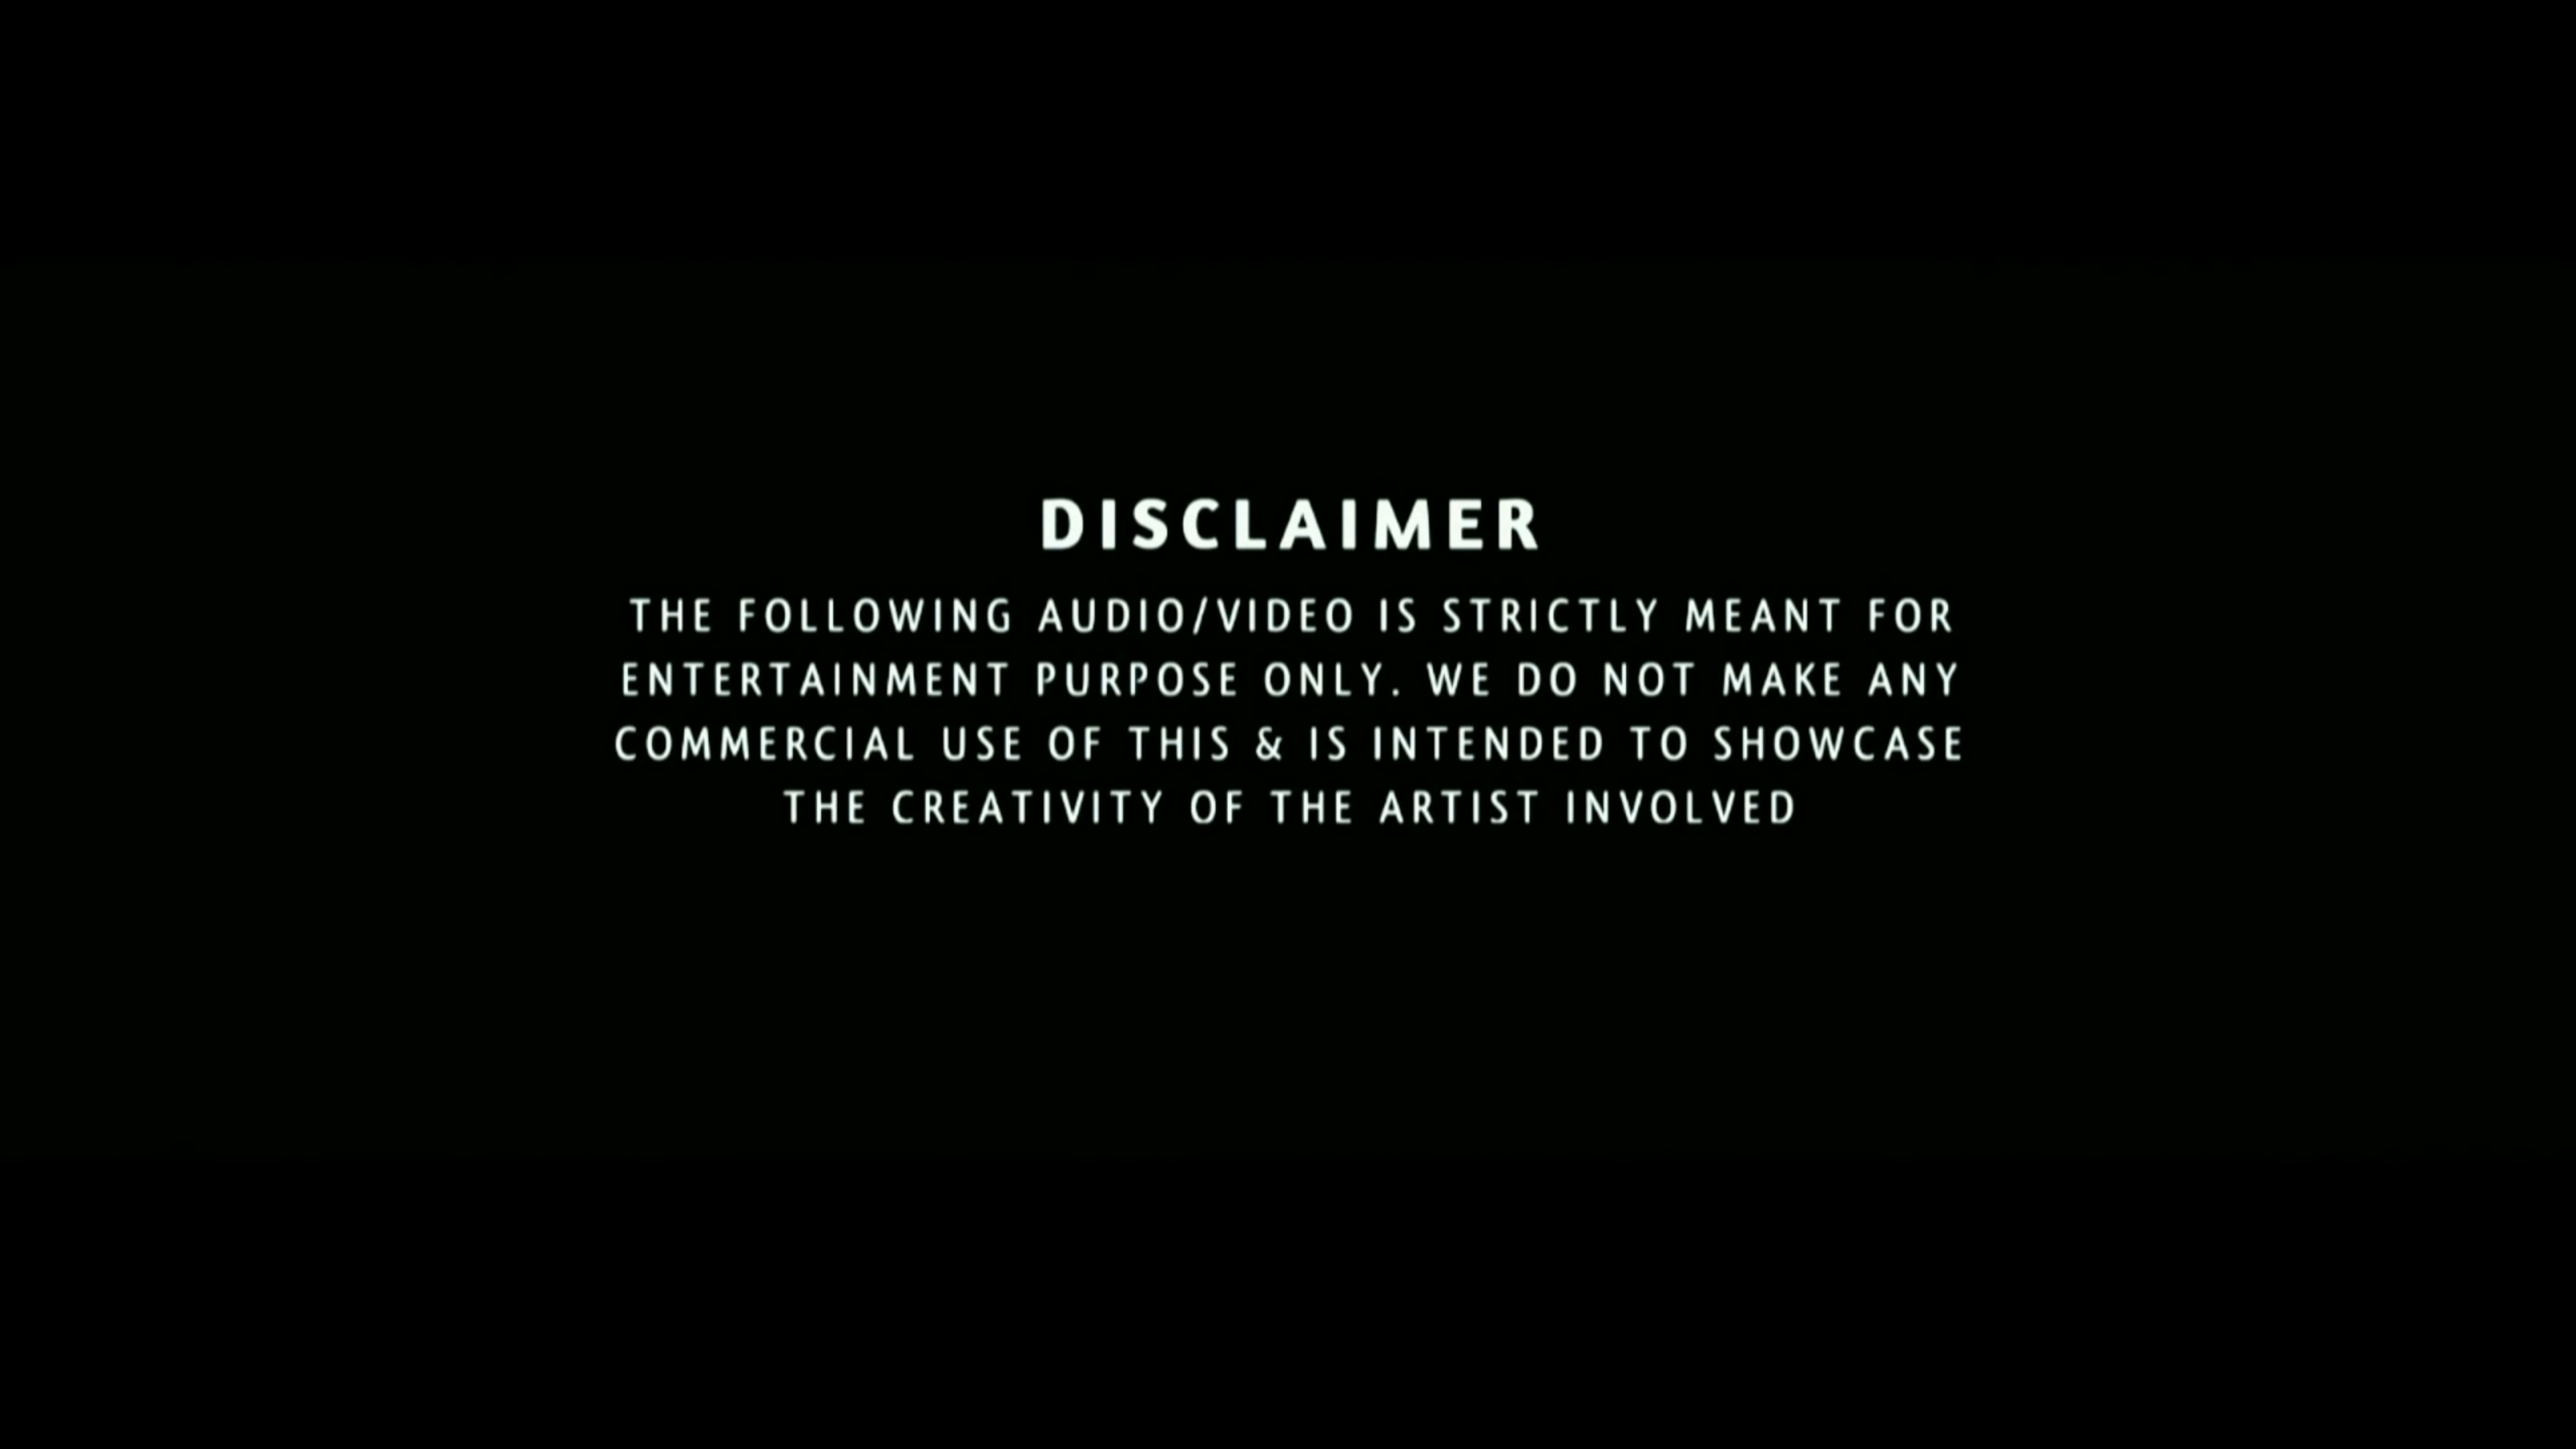 DISCLAIMER
THE FOLLOWING AUDIO/VIDEO IS STRICTLY MEANT FOR
ENTERTAINMENT PURPOSE ONLY. WE DO NOT MAKE ANY
COMMERCIAL USE OF THIS & IS INTENDED TO SHOWCASE
THE CREATIVITY OF THE ARTIST INVOLVED